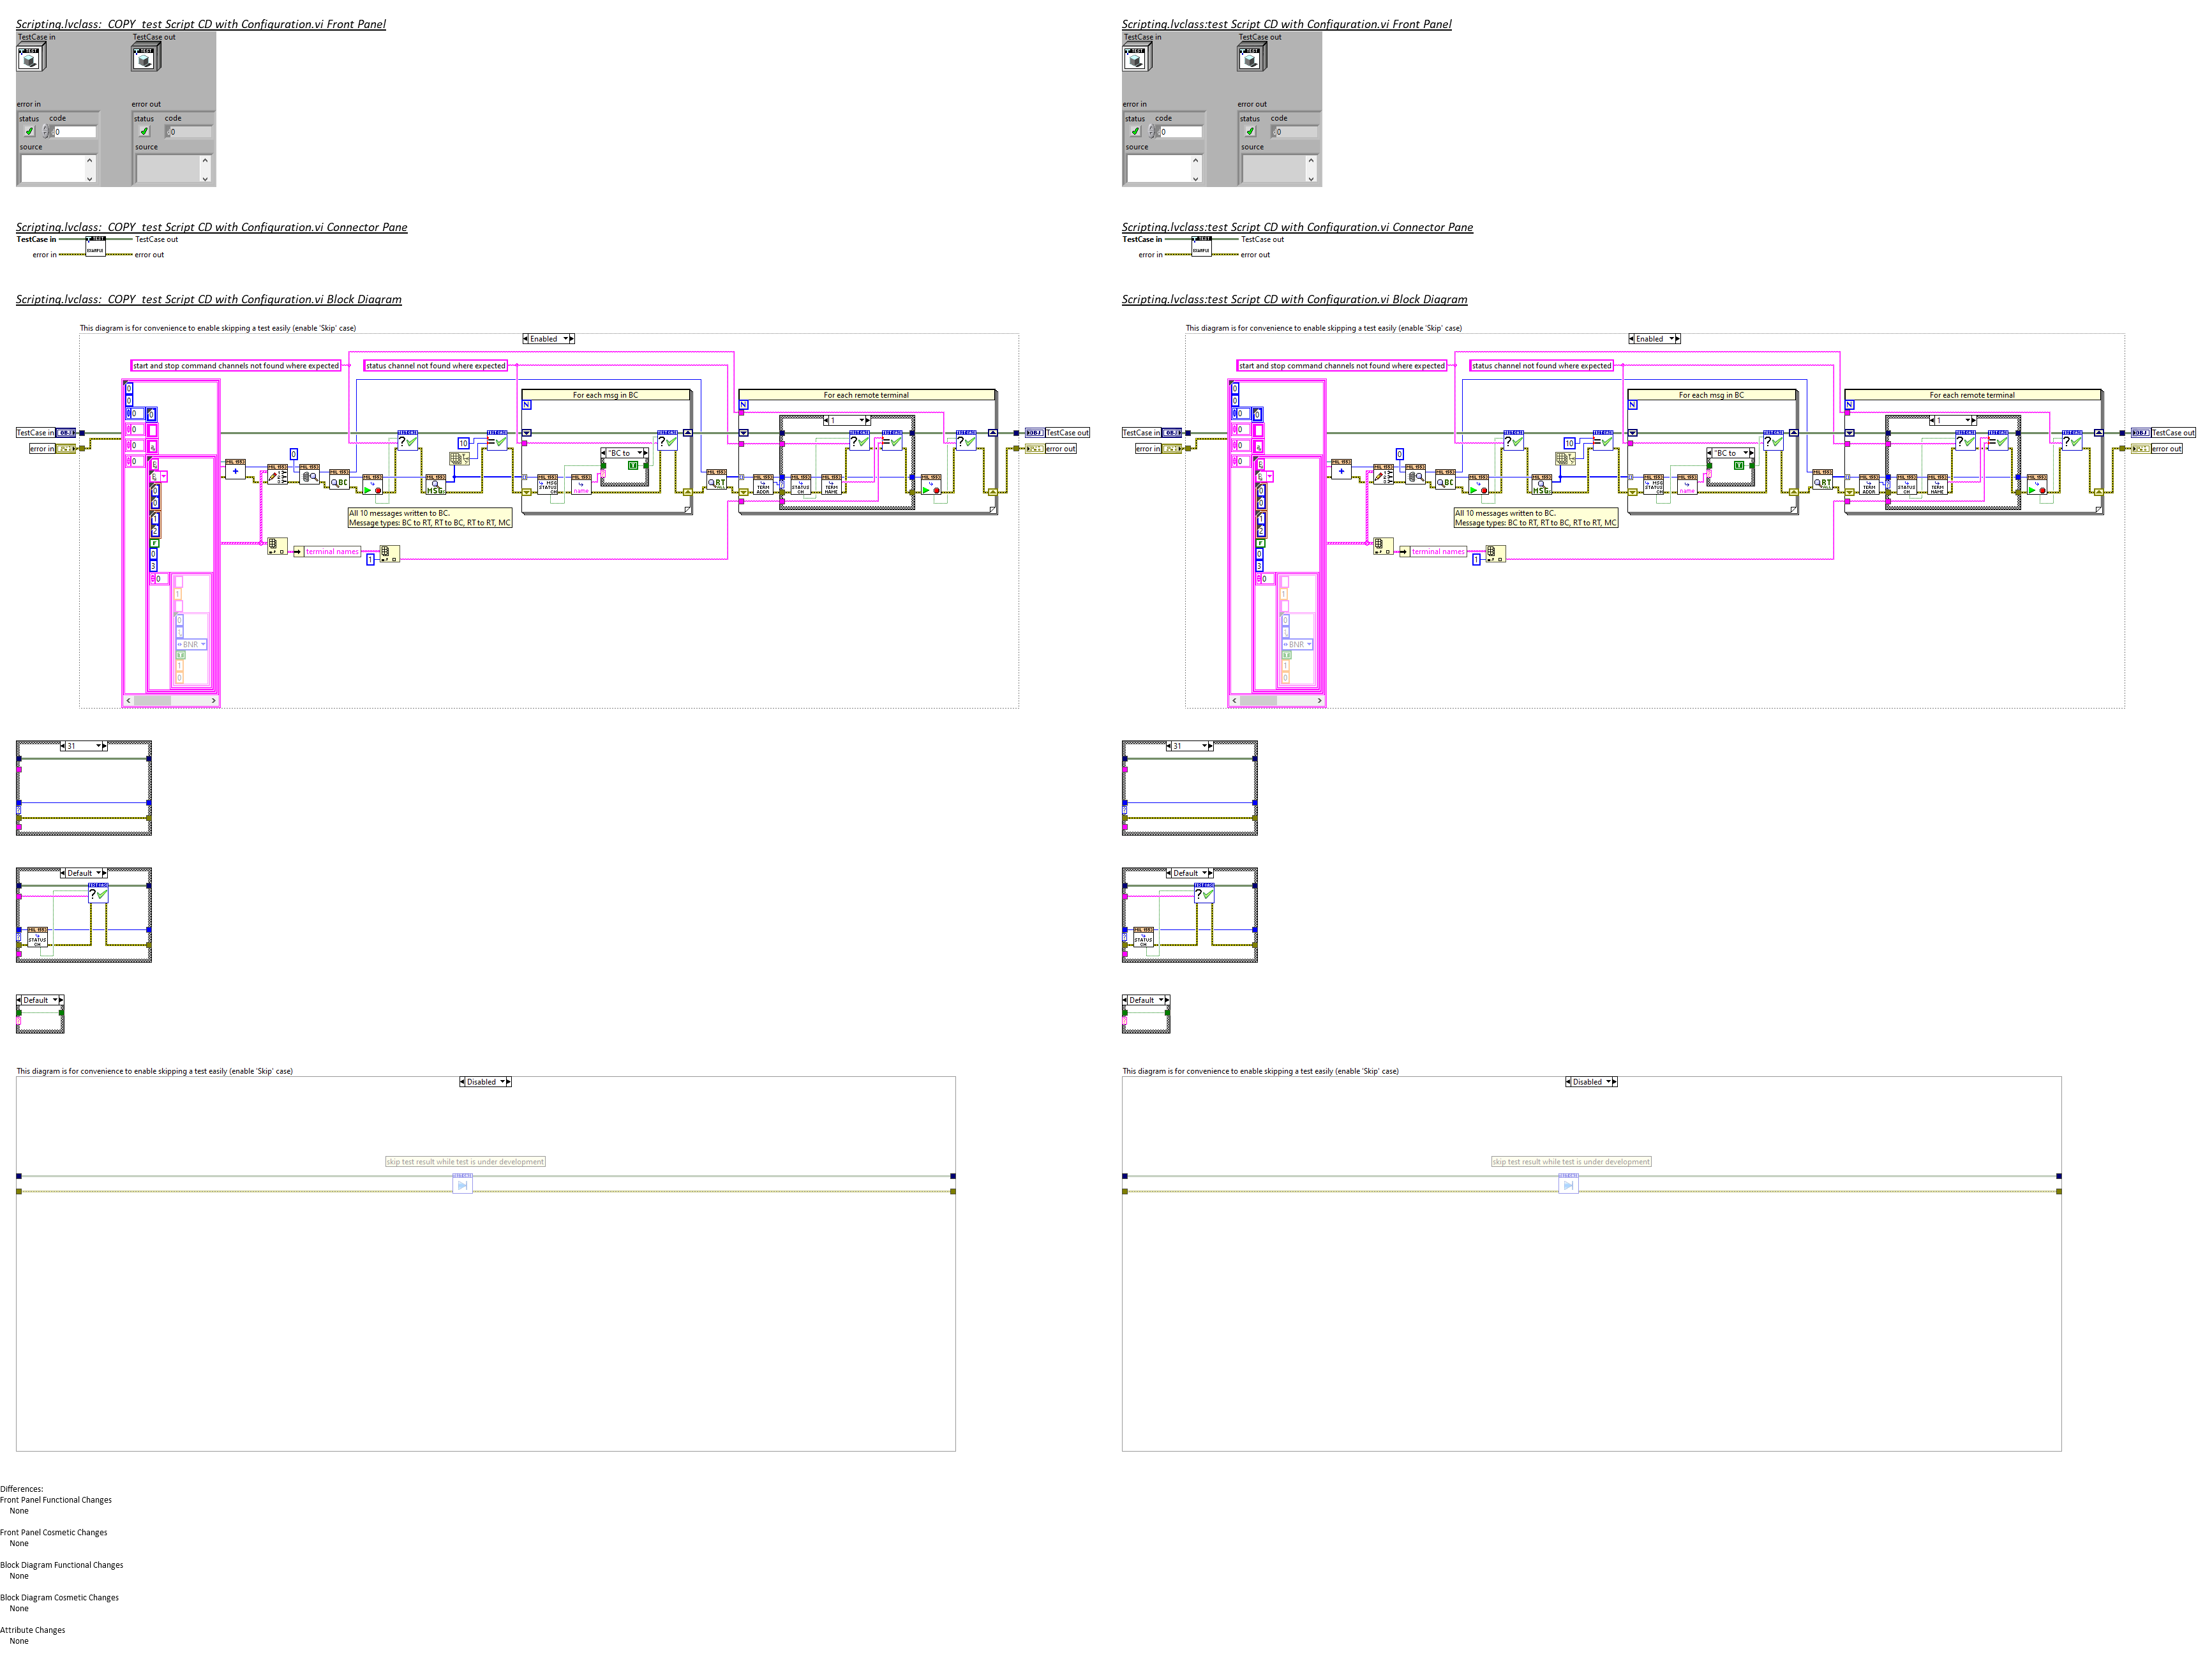 Scripting.lvclass:_COPY_test Script CD with Configuration.vi Front Panel
TestCase in
TestCase out
error in
error out
status
code
status
code
0
0
source
source
Scripting.lvclass:_COPY_test Script CD with Configuration.vi Connector Pane
TestCase in
TestCase out
error in
error out
Scripting.lvclass:_COPY_test Script CD with Configuration.vi Block Diagram
This diagram is for convenience to enable skipping a test easily (enable 'Skip' case)
Enabled
start and stop command channels not found where expected
status channel not found where expected
For each msg in BC
For each remote terminal
TestCase in
error in
10
"BC to
1
TestCase out
error out
All 10 messages written to BC.
Message types: BC to RT, RT to BC, RT to RT, MC
terminal names
1
BNR
31
Default
Default
This diagram is for convenience to enable skipping a test easily (enable 'Skip' case)
Disabled
skip test result while test is under development
Scripting.lvclass:test Script CD with Configuration.vi Front Panel
TestCase in
TestCase out
error in
error out
status
code
status
code
0
0
source
source
Scripting.lvclass:test Script CD with Configuration.vi Connector Pane
TestCase in
TestCase out
error in
error out
Scripting.lvclass:test Script CD with Configuration.vi Block Diagram
This diagram is for convenience to enable skipping a test easily (enable 'Skip' case)
Enabled
start and stop command channels not found where expected
status channel not found where expected
For each msg in BC
For each remote terminal
TestCase in
error in
10
"BC to
1
TestCase out
error out
All 10 messages written to BC.
Message types: BC to RT, RT to BC, RT to RT, MC
terminal names
1
BNR
31
Default
Default
This diagram is for convenience to enable skipping a test easily (enable 'Skip' case)
Disabled
skip test result while test is under development
Differences:
Front Panel Functional Changes
None
Front Panel Cosmetic Changes
None
Block Diagram Functional Changes
None
Block Diagram Cosmetic Changes
None
Attribute Changes
None